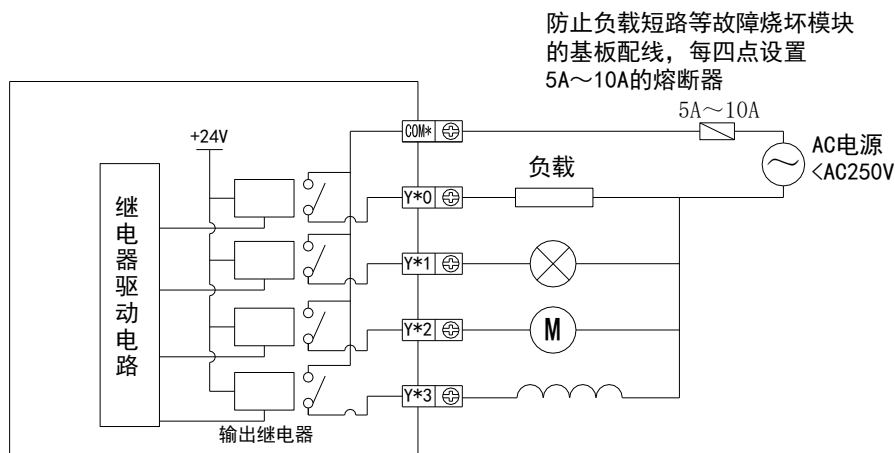 防止负载短路等故障烧坏模块
的基板配线，每四点设置
5A～10A的熔断器
5A～10A
COM*
+24V
AC电源
<AC250V
负载
Y*0
继电器驱动电路
Y*1
Y*2
M
Y*3
输出继电器